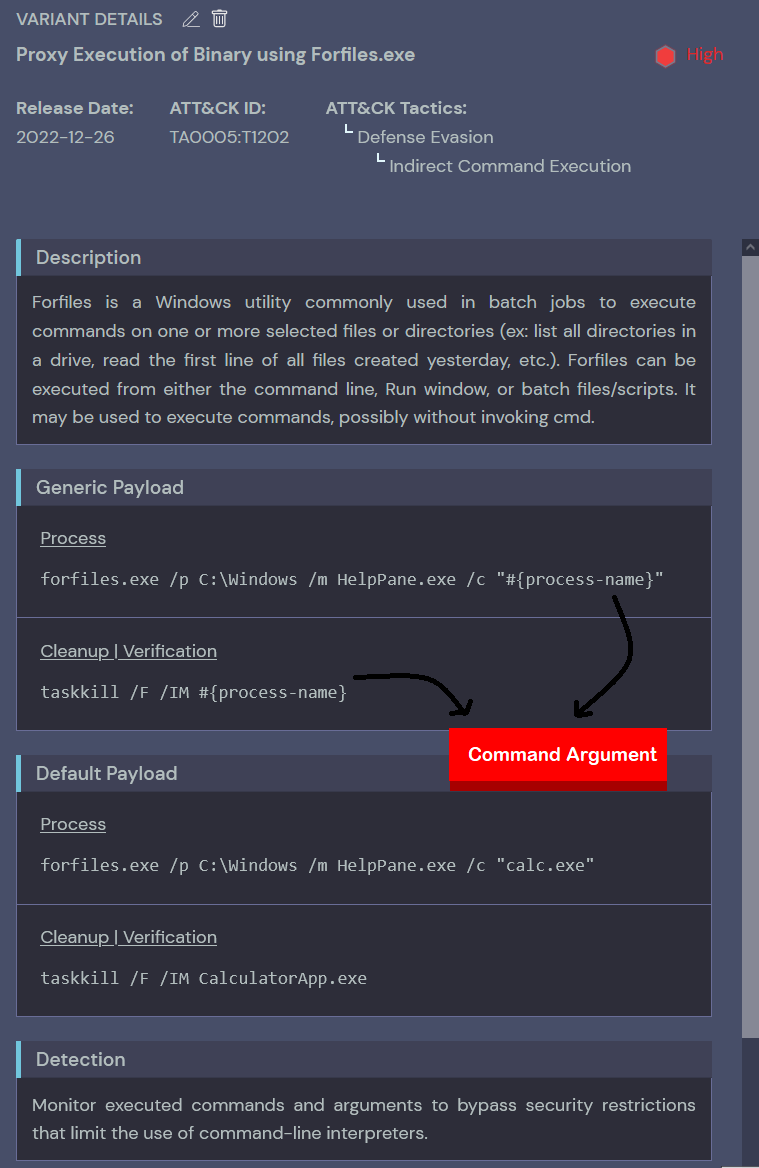 VARIANT DETAILS
Proxy Execution of Binary using Forfiles.exe
High
Release Date:
ATT&CK ID:
ATT&CK Tactics:
2022-12-26
TA0005:T1202
Defense Evasion
Indirect Command Execution
Description
Forfiles is a Windows utility commonly used in batch jobs to execute
commands on one or more selected files or directories (ex: list all directories in
a drive, read the first line of all files created yesterday, etc.). Forfiles can be
executed from either the command line, Run window, or batch files/scripts. It
may be used to execute commands, possibly without invoking cmd.
Generic Payload
Process
forfiles.exe /p C:\Windows /m HelpPane.exe /c "#{process-name}"
Cleanup | Verification
taskkill /F /IM #{process-name}
Command Argument
Default Payload
Process
forfiles.exe /p C:\Windows /m HelpPane.exe /c "calc.exe"
Cleanup | Verification
taskkill /F /IM CalculatorApp.exe
Detection
Monitor executed commands and arguments to bypass security restrictions
that limit the use of command-line interpreters.